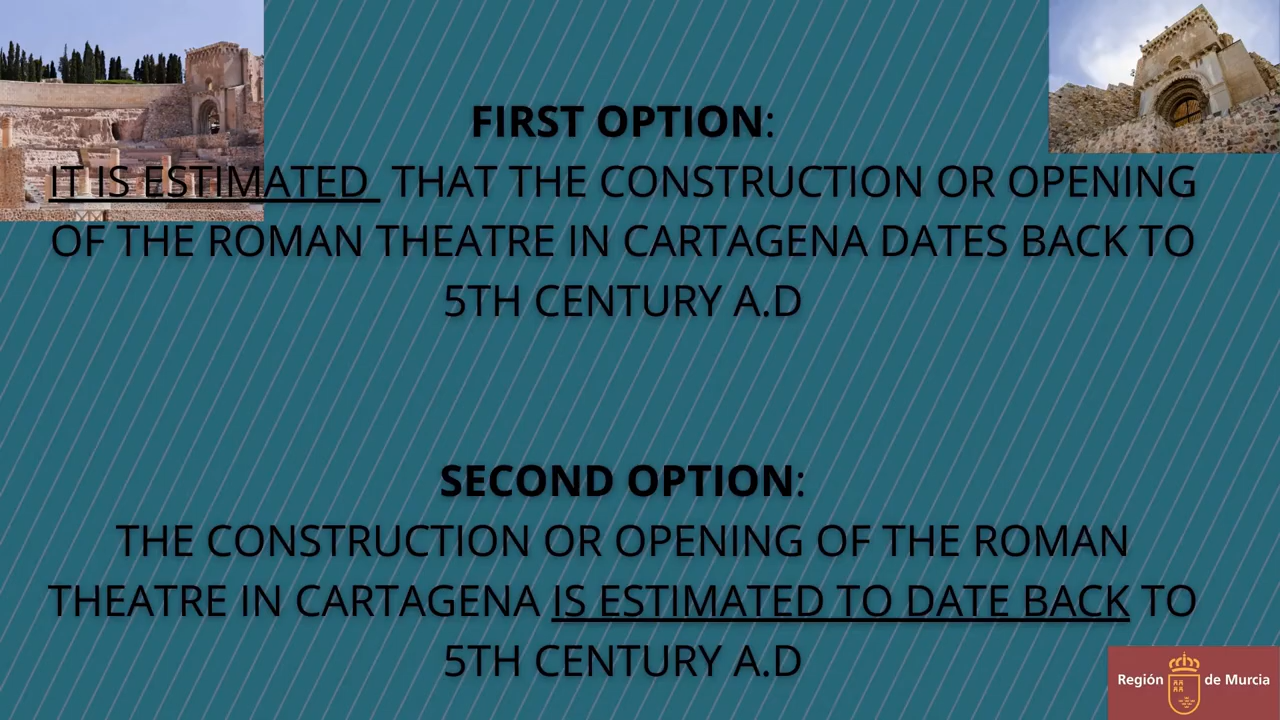 FIRST OPTION:
IT IS ESTIMATED THAT THE CONSTRUCTION OR OPENING
OF THE ROMAN THEATRE IN CARTAGENA DATES BACK TO
5TH CENTURY A.D
SECOND OPTION:
THE CONSTRUCTION OR OPENING OF THE ROMAN
THEATRE IN CARTAGENA IS ESTIMATED TO DATE BACK TO
5TH CENTURY A.D
Región de Murcia